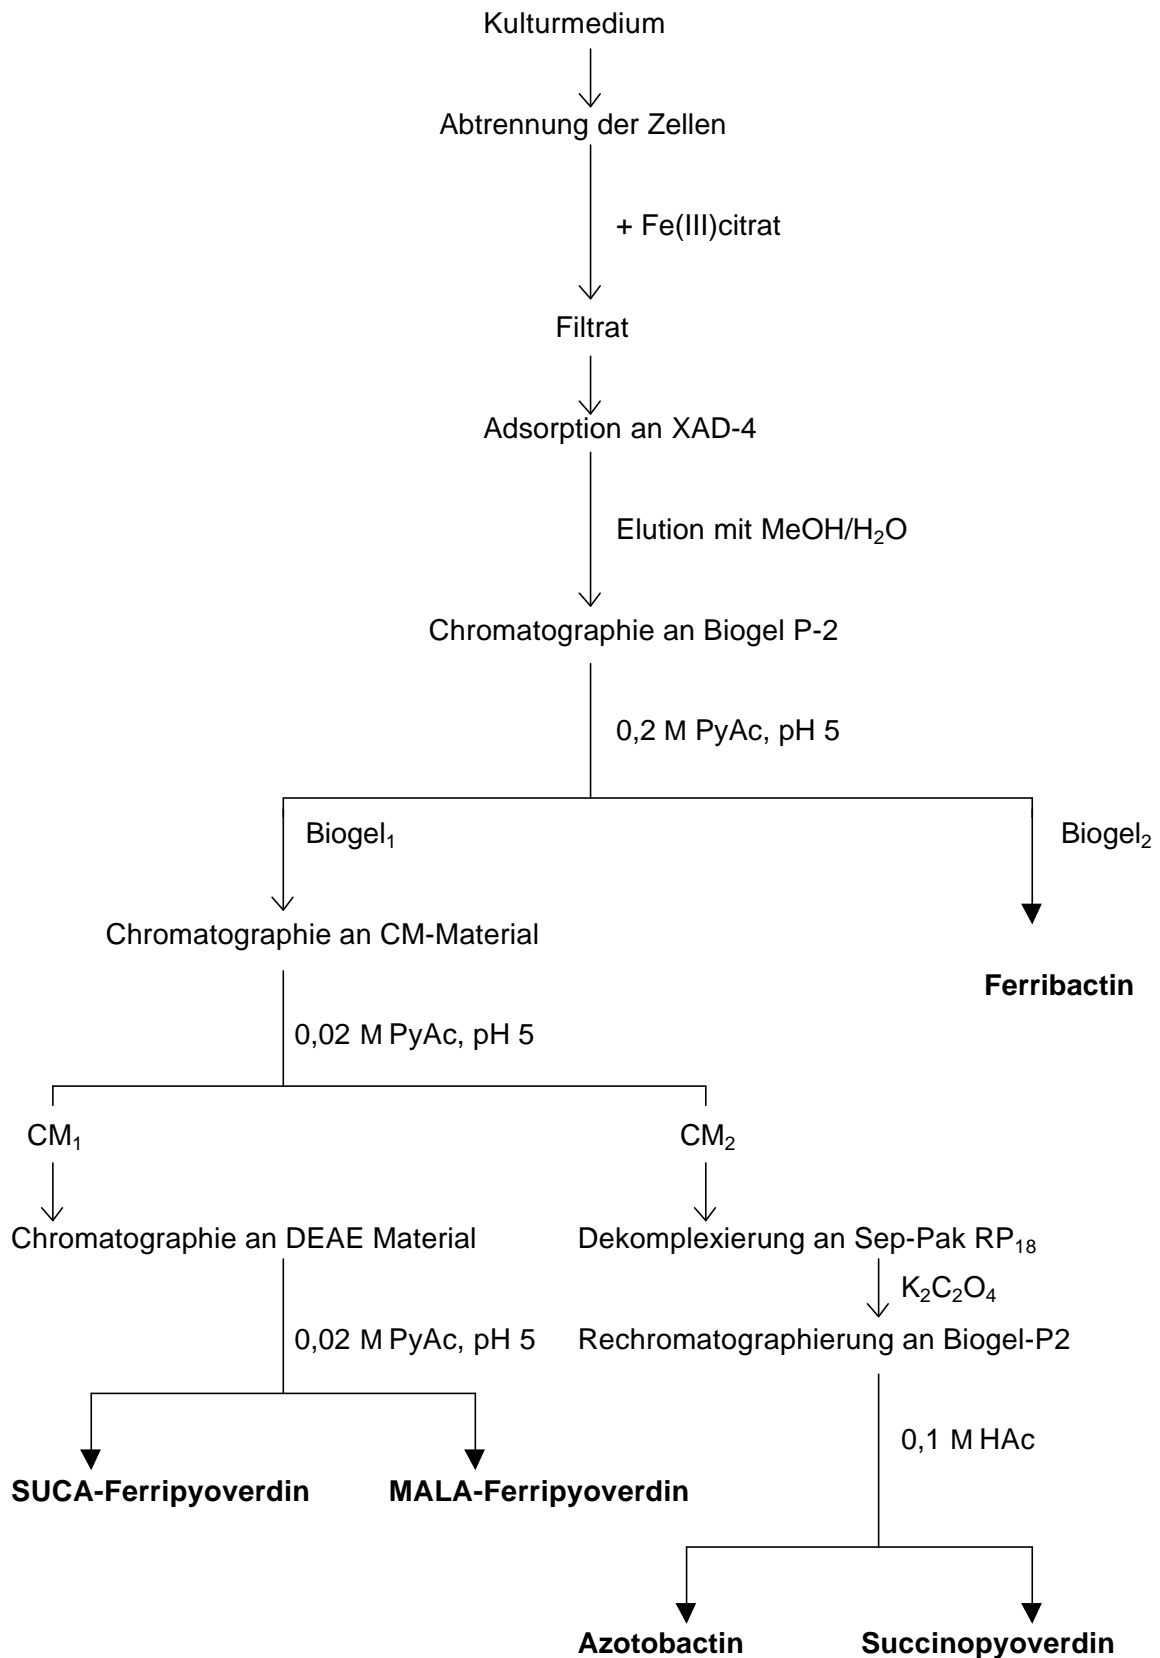 Kulturmedium
Abtrennung der Zellen
+ Fe(III)citrat
Filtrat
Adsorption an XAD-4
Elution mit MeOH/H₂O
Chromatographie an Biogel P-2
0,2 M PyAc, pH 5
Biogel₁
Biogel₂
Chromatographie an CM-Material
Ferribactin
0,02 M PyAc, pH 5
CM₁
CM₂
Chromatographie an DEAE Material
Dekomplexierung an Sep-Pak RP₁₈
K₂C₂O₄
0,02 M PyAc, pH 5
Rechromatographierung an Biogel-P2
0,1 M HAc
SUCA-Ferripyoverdin
MALA-Ferripyoverdin
Azotobactin
Succinopyoverdin